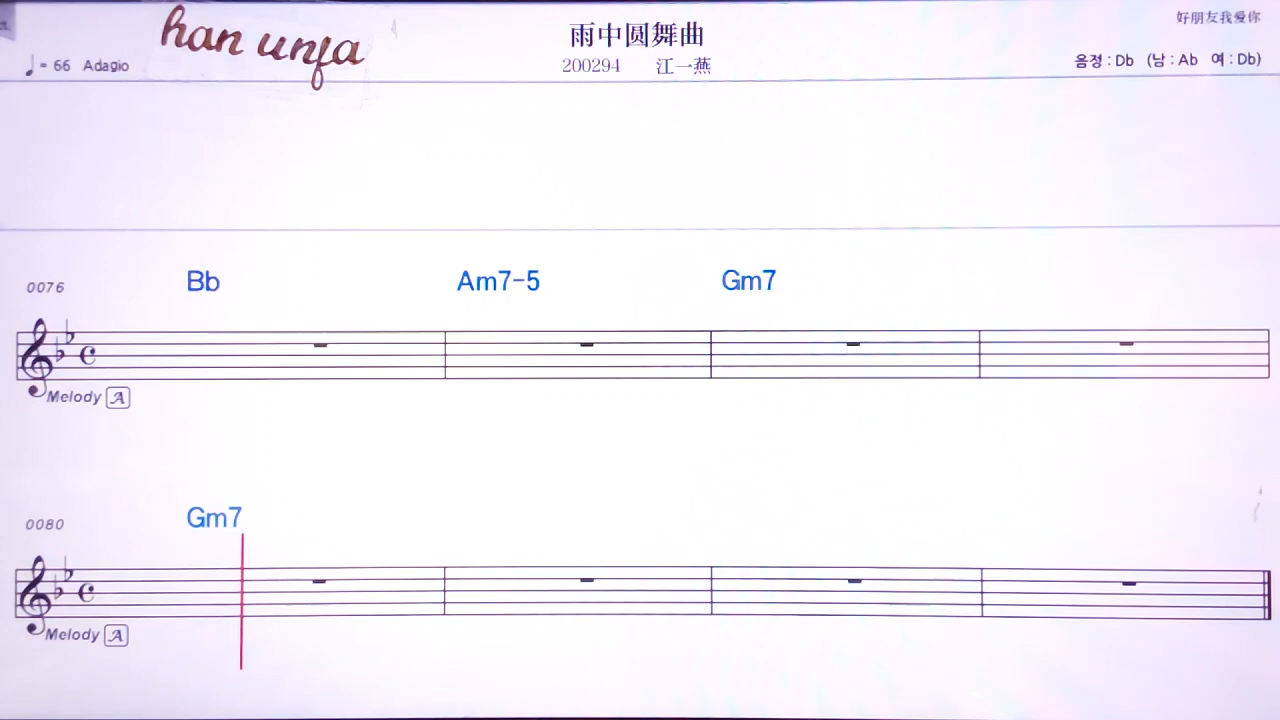 han unja
雨中圆舞曲
好朋友我爱你
♩= 66 Adagio
200294 江一燕
음정 : Db (남 : Ab 여 : Db)
0076 Bb Am7-5 Gm7
Melody A
0080 Gm7
Melody A